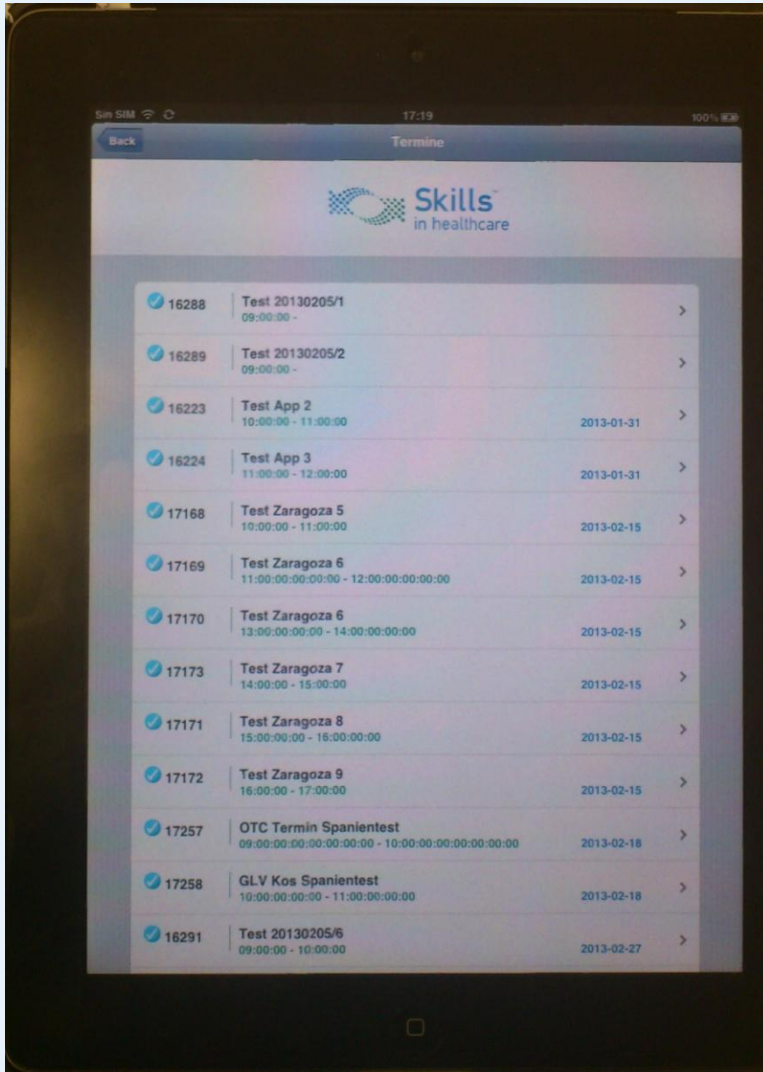 Sin SIM 17:19 100%
Back Termine
Skills™
in healthcare
16288 Test 20130205/1
09:00:00 -
16289 Test 20130205/2
09:00:00 -
16223 Test App 2
10:00:00 - 11:00:00 2013-01-31
16224 Test App 3
11:00:00 - 12:00:00 2013-01-31
17168 Test Zaragoza 5
10:00:00 - 11:00:00 2013-02-15
17169 Test Zaragoza 6
11:00:00:00:00:00 - 12:00:00:00:00:00 2013-02-15
17170 Test Zaragoza 6
13:00:00:00:00 - 14:00:00:00:00 2013-02-15
17173 Test Zaragoza 7
14:00:00 - 15:00:00 2013-02-15
17171 Test Zaragoza 8
15:00:00:00 - 16:00:00:00 2013-02-15
17172 Test Zaragoza 9
16:00:00 - 17:00:00 2013-02-15
17257 OTC Termin Spanientest
09:00:00:00:00:00:00:00 - 10:00:00:00:00:00:00:00 2013-02-18
17258 GLV Kos Spanientest
10:00:00:00:00 - 11:00:00:00:00 2013-02-18
16291 Test 20130205/6
09:00:00 - 10:00:00 2013-02-27